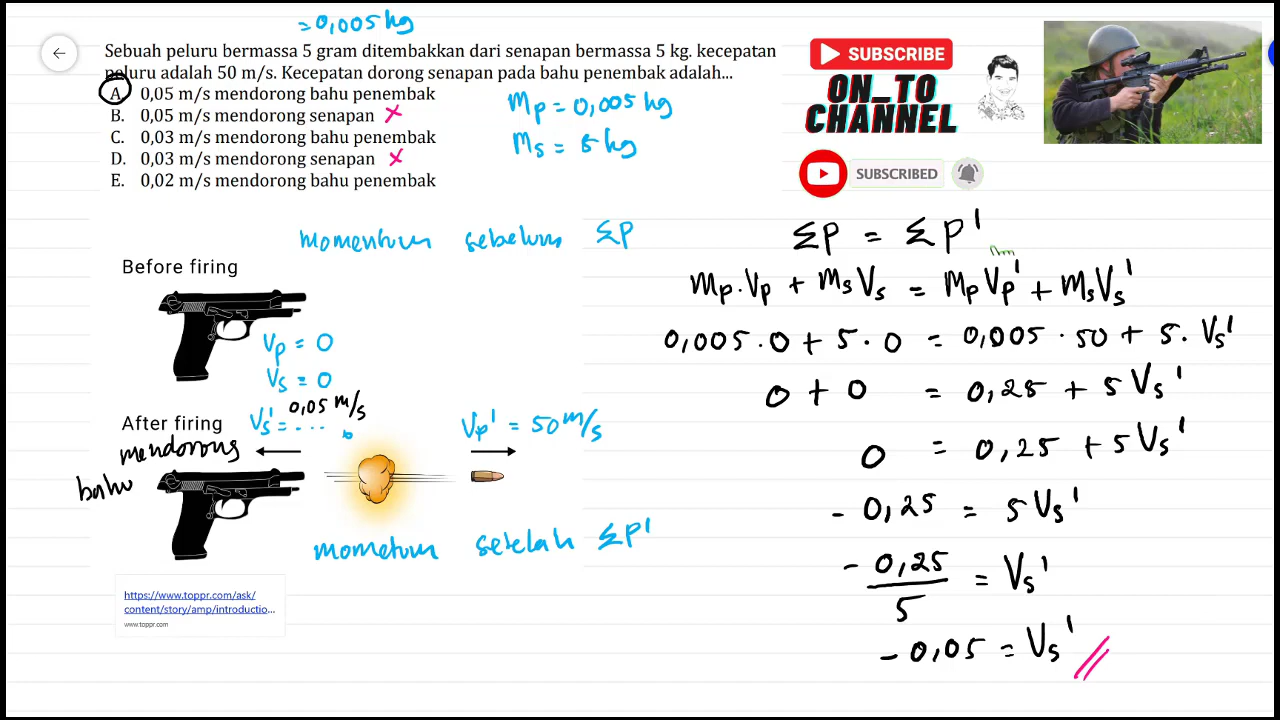 = 0,005 kg
Sebuah peluru bermassa 5 gram ditembakkan dari senapan bermassa 5 kg. kecepatan
peluru adalah 50 m/s. Kecepatan dorong senapan pada bahu penembak adalah...
A. 0,05 m/s mendorong bahu penembak
B. 0,05 m/s mendorong senapan ×
C. 0,03 m/s mendorong bahu penembak
D. 0,03 m/s mendorong senapan ×
E. 0,02 m/s mendorong bahu penembak
mp = 0,005 kg
ms = 5 kg
SUBSCRIBE
ON_TO
CHANNEL
SUBSCRIBED
momentum sebelum ΣP
Before firing
Vp = 0
Vs = 0
After firing
0,05 m/s
Vs' = ...
Vp' = 50 m/s
mendorong
bahu
mometum setelah ΣP'
https://www.toppr.com/ask/
content/story/amp/introductio...
www.toppr.com
ΣP = ΣP'
mp.Vp + msVs = mpVp' + msVs'
0,005 . 0 + 5 . 0 = 0,005 . 50 + 5 . Vs'
0 + 0 = 0,25 + 5Vs'
0 = 0,25 + 5Vs'
- 0,25 = 5Vs'
- 0,25/5 = Vs'
- 0,05 = Vs' //